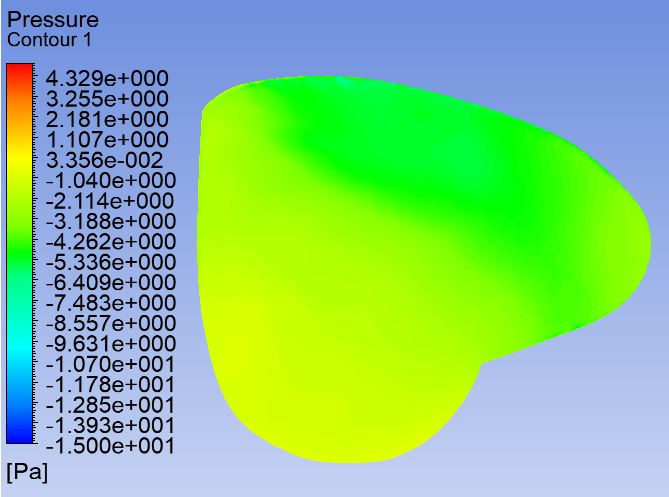 Pressure
Contour 1
4.329e+000
3.255e+000
2.181e+000
1.107e+000
3.356e-002
-1.040e+000
-2.114e+000
-3.188e+000
-4.262e+000
-5.336e+000
-6.409e+000
-7.483e+000
-8.557e+000
-9.631e+000
-1.070e+001
-1.178e+001
-1.285e+001
-1.393e+001
-1.500e+001
[Pa]